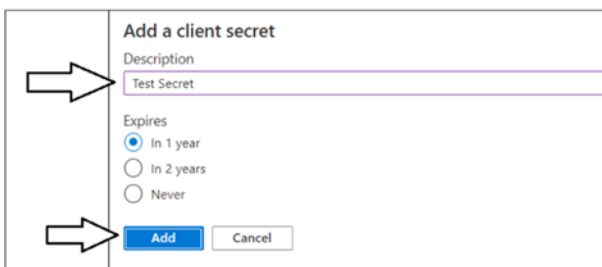 Add a client secret
Description
Test Secret
Expires
In 1 year
In 2 years
Never
Add Cancel